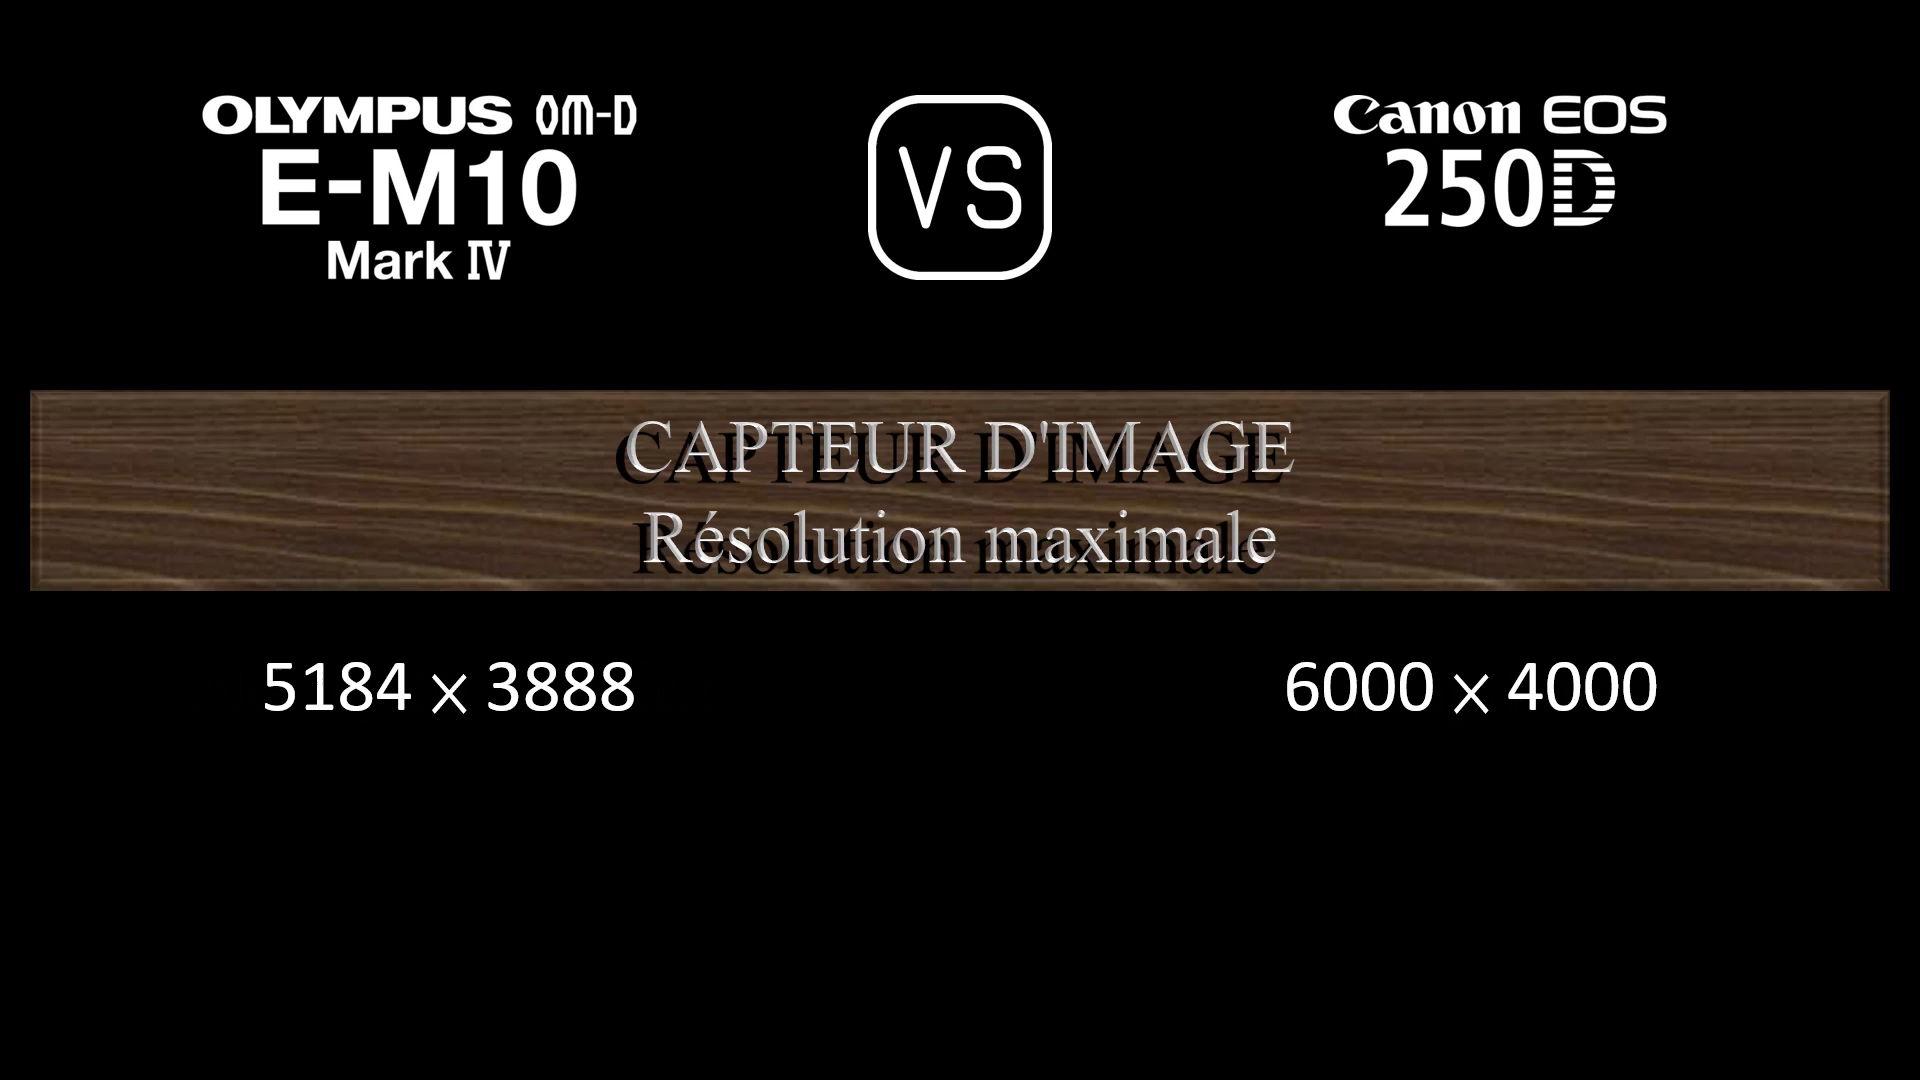 OLYMPUS OM-D
E-M10
Mark IV
VS
Canon EOS
250D
CAPTEUR D'IMAGE
Résolution maximale
5184 x 3888
6000 x 4000